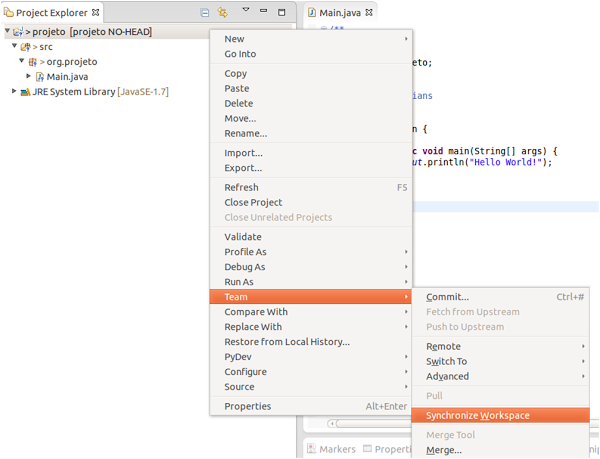 Project Explorer
> projeto [projeto NO-HEAD]
> src
> org.projeto
Main.java
JRE System Library [JavaSE-1.7]
New
Go Into
Copy
Paste
Delete
Move...
Rename...
Import...
Export...
Refresh F5
Close Project
Close Unrelated Projects
Validate
Profile As
Debug As
Run As
Team
Compare With
Replace With
Restore from Local History...
PyDev
Configure
Source
Properties Alt+Enter
Main.java
/**
to;
ians
n {
c void main(String[] args) {
ut.println("Hello World!");
Commit... Ctrl+#
Fetch from Upstream
Push to Upstream
Remote
Switch To
Advanced
Pull
Synchronize Workspace
Merge Tool
Merge...
Markers
Properti